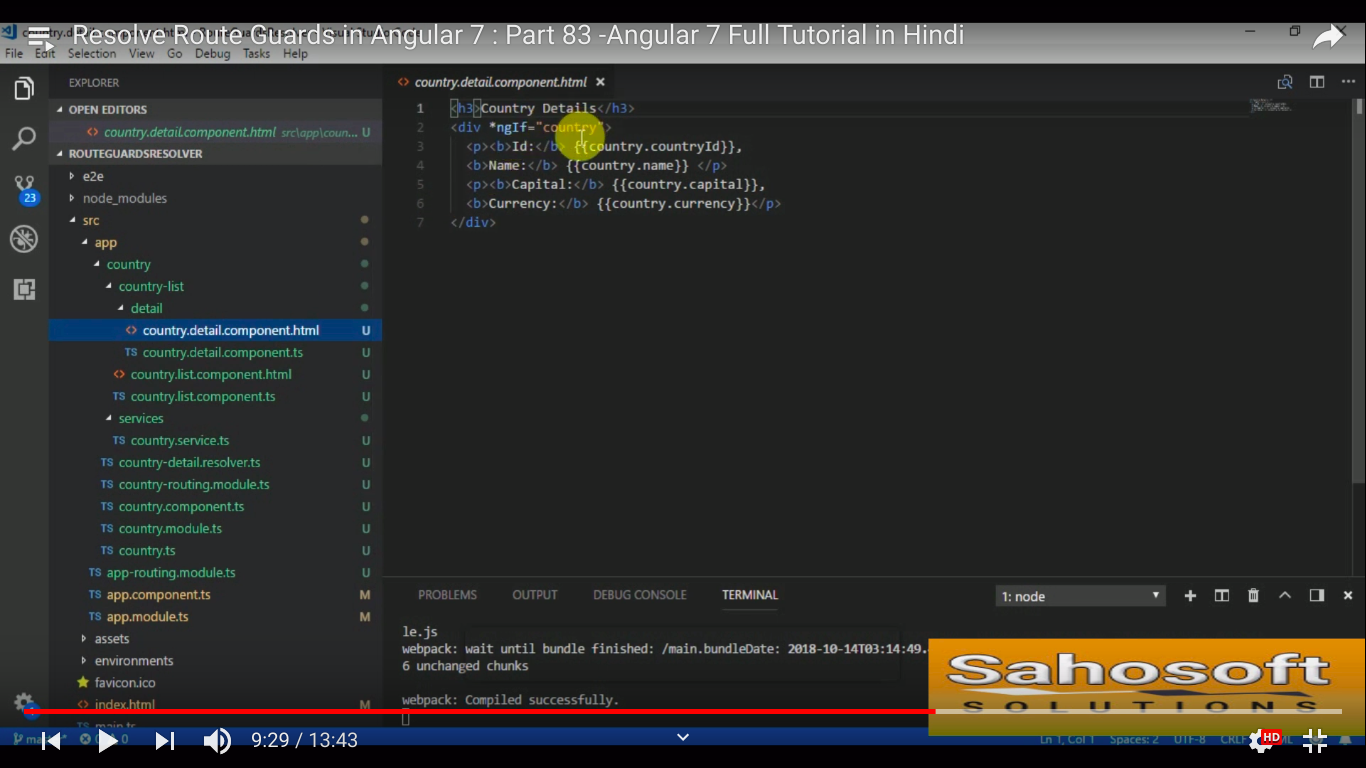 Resolve Route Guards in Angular 7 : Part 83 -Angular 7 Full Tutorial in Hindi
File Edit Selection View Go Debug Tasks Help
EXPLORER
OPEN EDITORS
country.detail.component.html src\app\coun... U
ROUTEGUARDSRESOLVER
e2e
23
node_modules
src
app
country
country-list
detail
country.detail.component.html U
TS country.detail.component.ts U
country.list.component.html U
TS country.list.component.ts U
services
TS country.service.ts U
TS country-detail.resolver.ts U
TS country-routing.module.ts U
TS country.component.ts U
TS country.module.ts U
TS country.ts U
TS app-routing.module.ts U
TS app.component.ts M
TS app.module.ts M
assets
environments
favicon.ico
index.html M
TS main.ts
country.detail.component.html
1 <h3>Country Details</h3>
2 <div *ngIf="country">
3 <p><b>Id:</b> {{country.countryId}},
4 <b>Name:</b> {{country.name}} </p>
5 <p><b>Capital:</b> {{country.capital}},
6 <b>Currency:</b> {{country.currency}}</p>
7 </div>
PROBLEMS OUTPUT DEBUG CONSOLE TERMINAL 1: node
le.js
webpack: wait until bundle finished: /main.bundleDate: 2018-10-14T03:14:49.
6 unchanged chunks
webpack: Compiled successfully.
Sahosoft
SOLUTIONS
9:29 / 13:43
Ln 1, Col 1 Spaces: 2 UTF-8 CRLF
HD